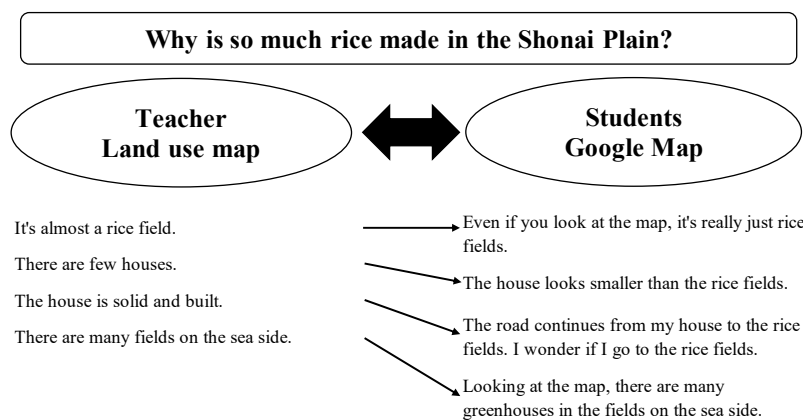 Why is so much rice made in the Shonai Plain?
Teacher
Land use map
Students
Google Map
It's almost a rice field.
There are few houses.
The house is solid and built.
There are many fields on the sea side.
Even if you look at the map, it's really just rice
fields.
The house looks smaller than the rice fields.
The road continues from my house to the rice
fields. I wonder if I go to the rice fields.
Looking at the map, there are many
greenhouses in the fields on the sea side.